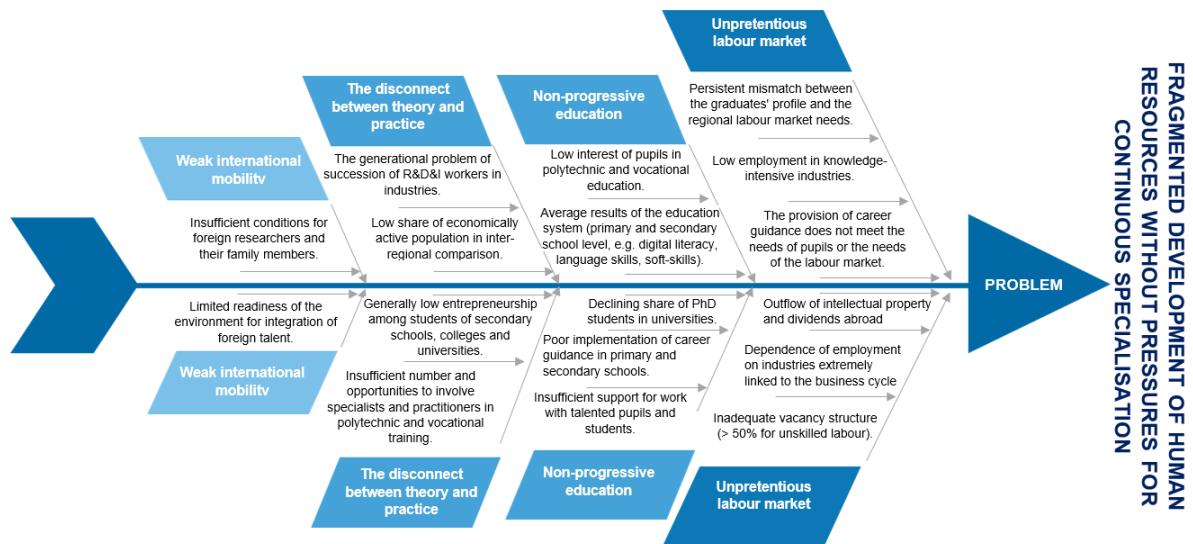 Unpretentious
labour market
Persistent mismatch between
the graduates' profile and the
regional labour market needs.
Low employment in knowledge-
intensive industries.
The provision of career
guidance does not meet the
needs of pupils or the needs
of the labour market.
Non-progressive
education
Low interest of pupils in
polytechnic and vocational
education.
Average results of the education
system (primary and secondary
school level, e.g. digital literacy,
language skills, soft-skills).
The disconnect
between theory and
practice
The generational problem of
succession of R&D&I workers in
industries.
Low share of economically
active population in inter-
regional comparison.
Weak international
mobility
Insufficient conditions for
foreign researchers and
their family members.
Limited readiness of the
environment for integration of
foreign talent.
Weak international
mobility
Generally low entrepreneurship
among students of secondary
schools, colleges and
universities.
Insufficient number and
opportunities to involve
specialists and practitioners in
polytechnic and vocational
training.
The disconnect
between theory and
practice
Declining share of PhD
students in universities.
Poor implementation of career
guidance in primary and
secondary schools.
Insufficient support for work
with talented pupils and
students.
Non-progressive
education
Outflow of intellectual property
and dividends abroad
Dependence of employment
on industries extremely
linked to the business cycle
Inadequate vacancy structure
(> 50% for unskilled labour).
Unpretentious
labour market
PROBLEM
FRAGMENTED DEVELOPMENT OF HUMAN
RESOURCES WITHOUT PRESSURES FOR
CONTINUOUS SPECIALISATION